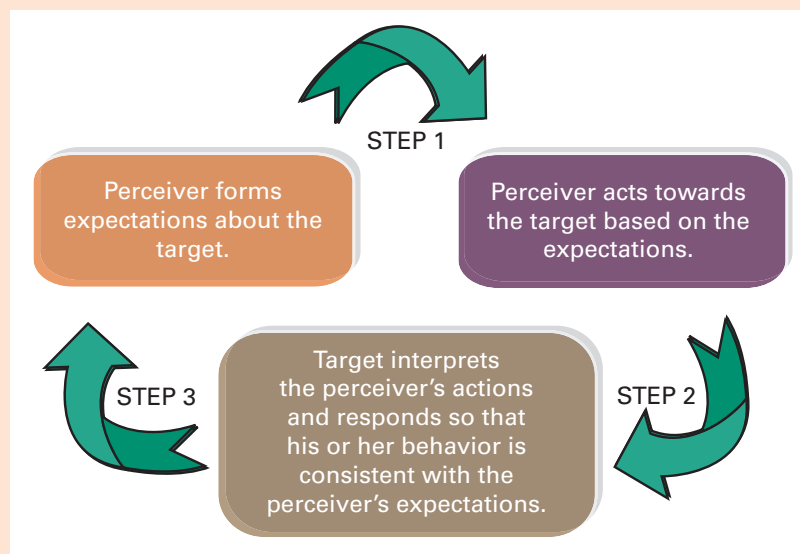 STEP 1
Perceiver forms
expectations about the
target.
Perceiver acts towards
the target based on the
expectations.
STEP 2
Target interprets
the perceiver's actions
and responds so that
his or her behavior is
consistent with the
perceiver's expectations.
STEP 3